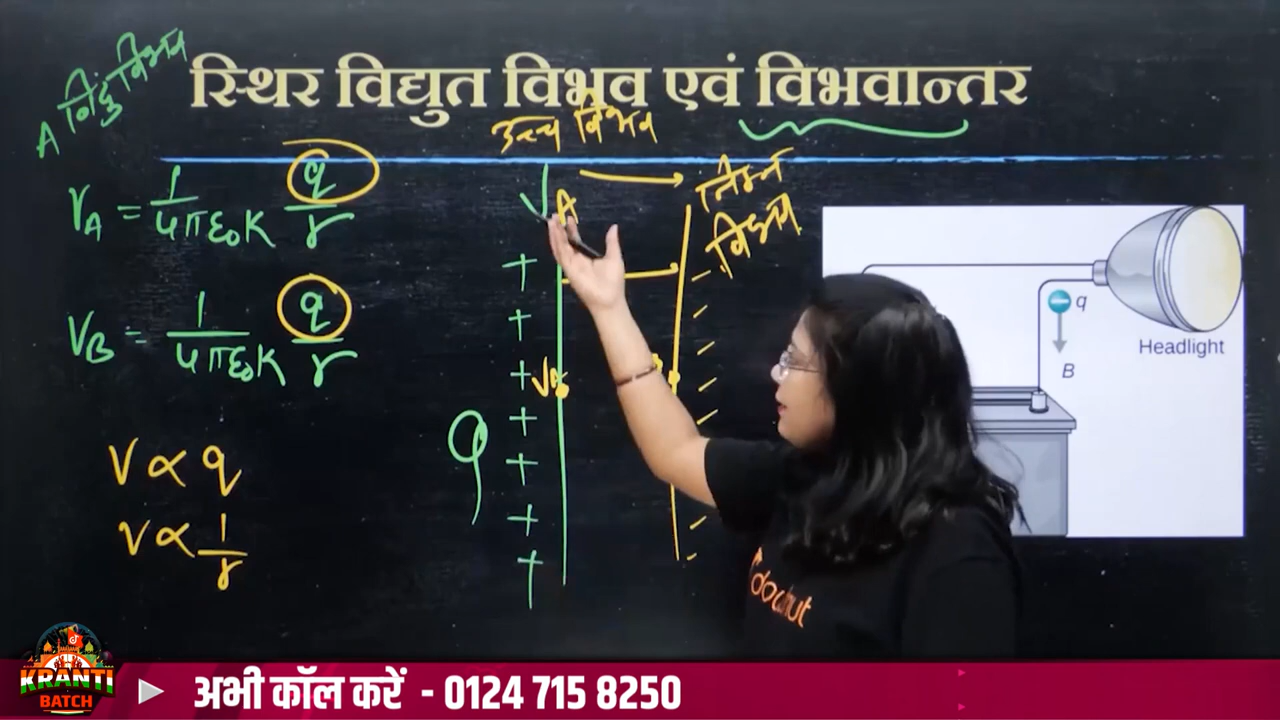 स्थिर विद्युत विभव एवं विभवान्तर
A बिंदु विभव
उच्च विभव
निम्न विभव
V_A = 1/4πε₀K q/r
V_B = 1/4πε₀K q/r
V ∝ q
V ∝ 1/r
A
+
+
+
+
+
+
+
q
q
B
Headlight
doubtnut
KRANTI
BATCH
अभी कॉल करें - 0124 715 8250